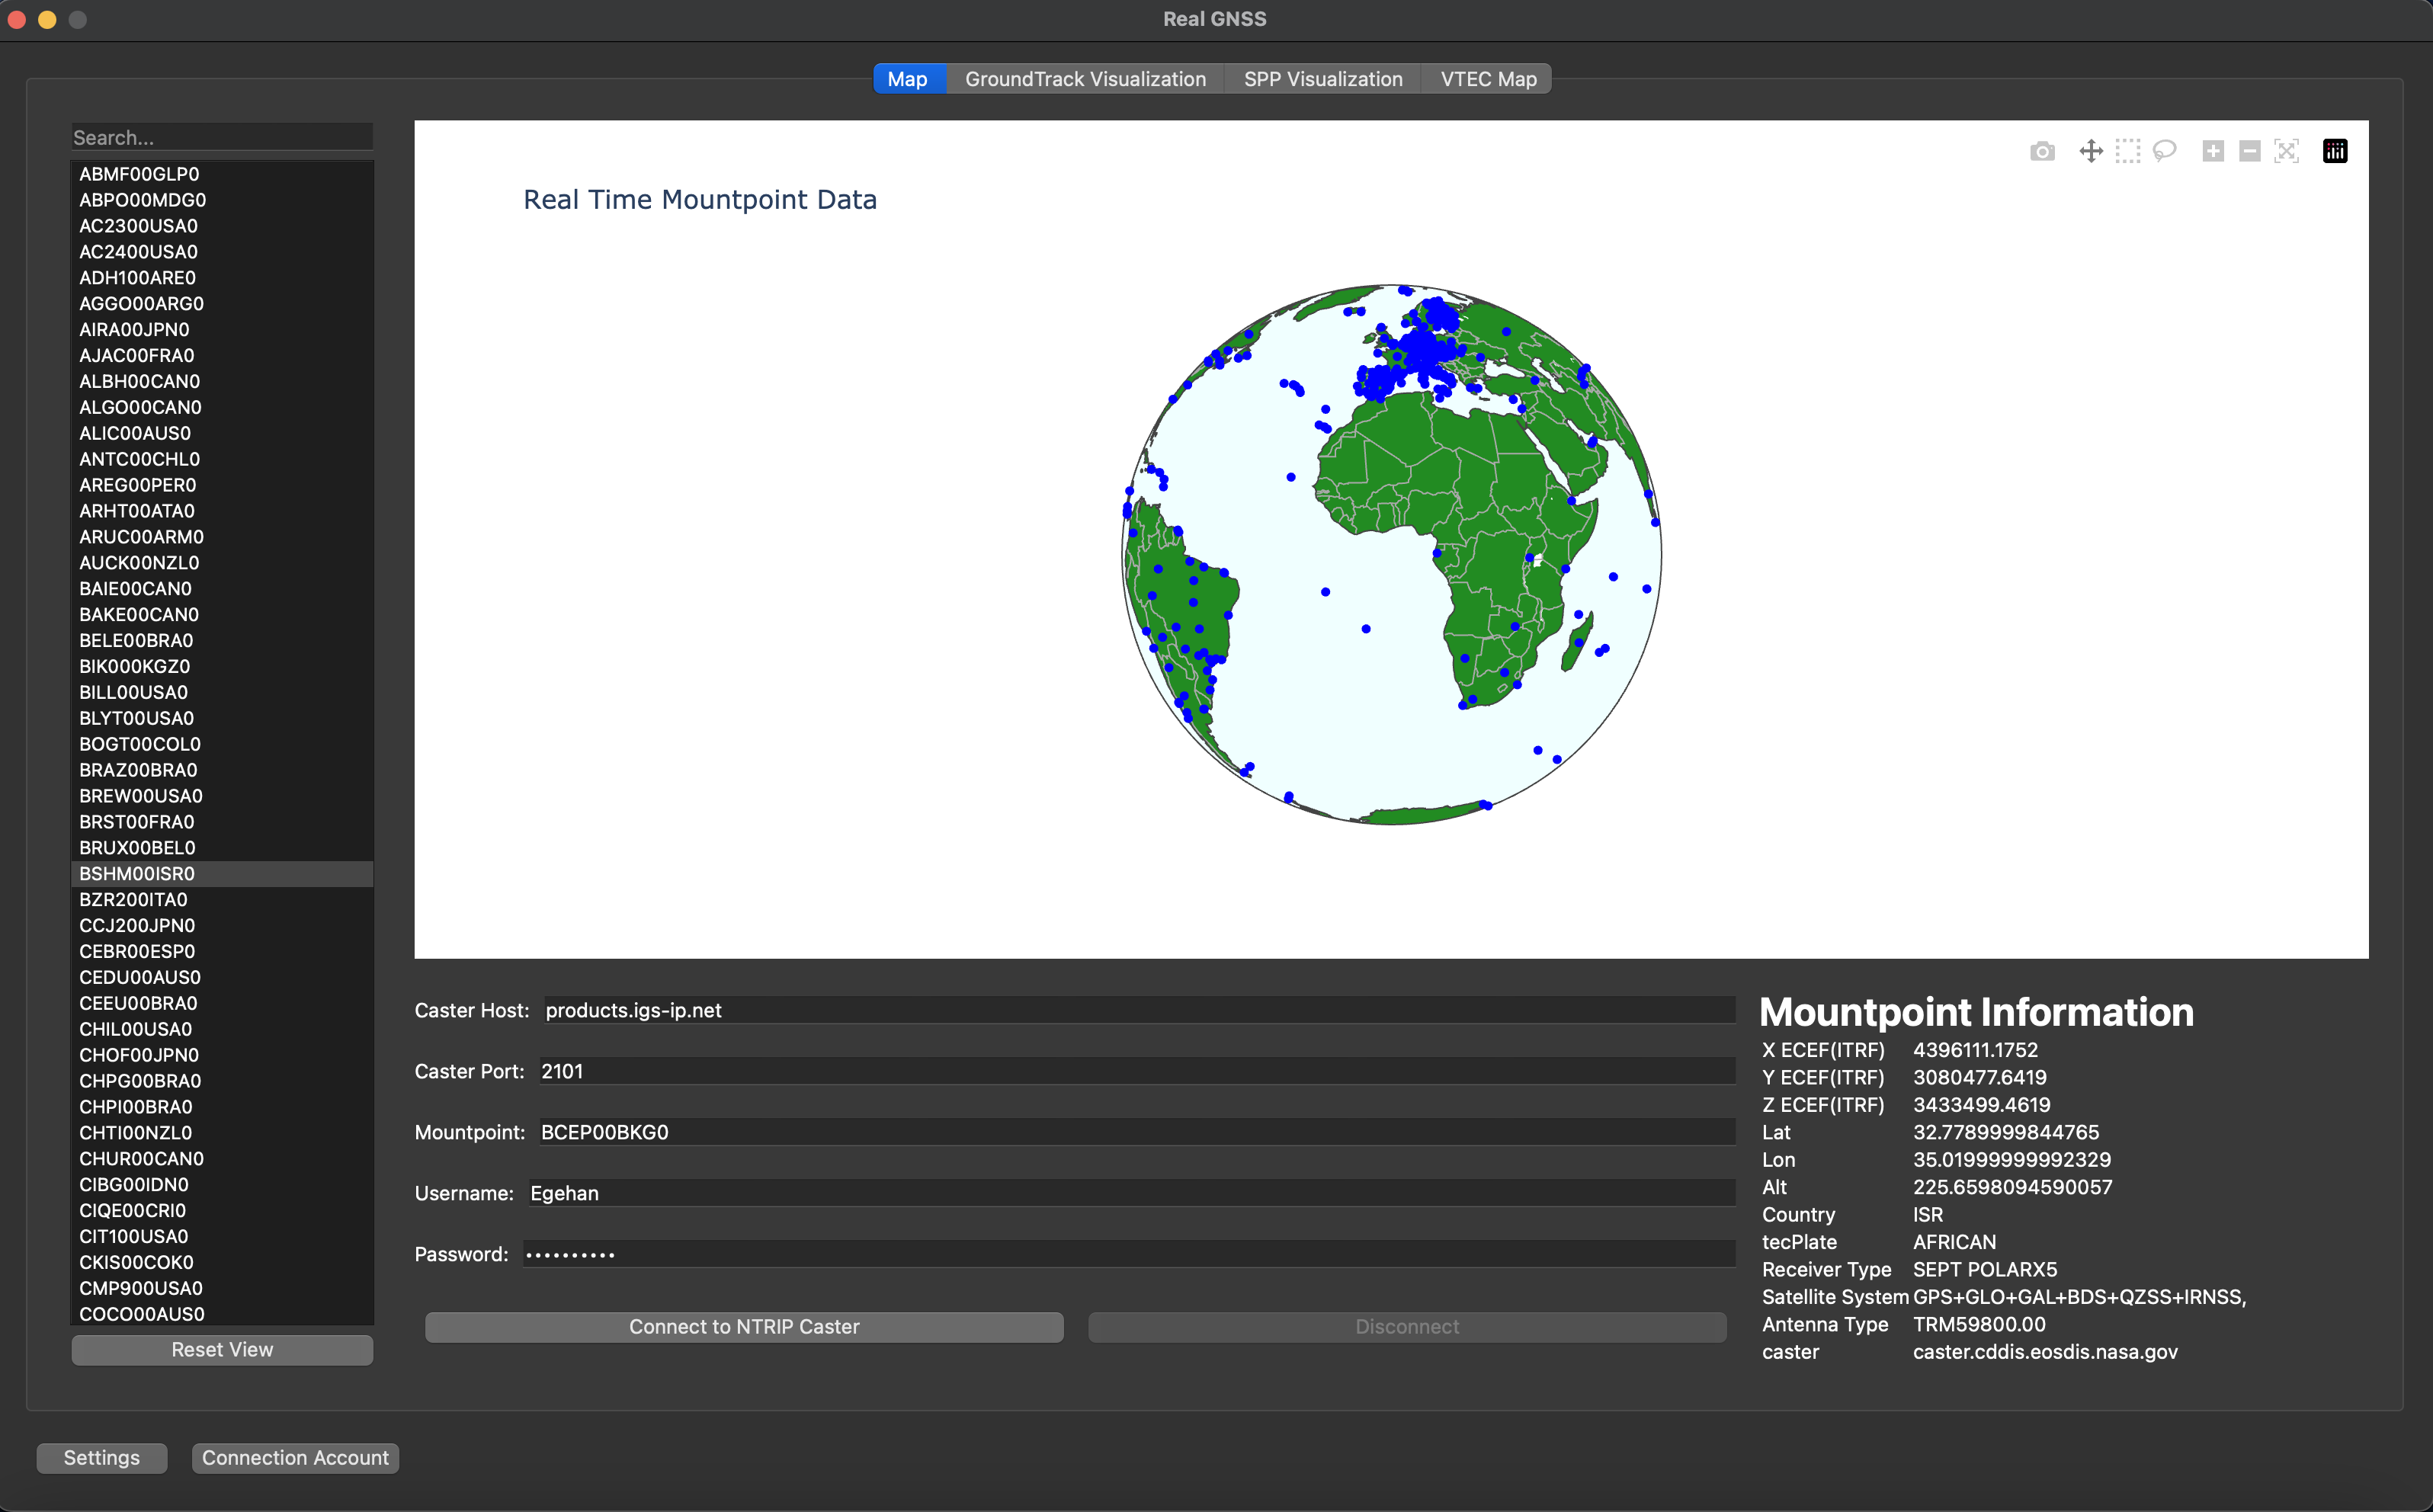 Real GNSS
Map GroundTrack Visualization SPP Visualization VTEC Map
Search...
ABMF00GLP0
ABPO00MDG0
AC2300USA0
AC2400USA0
ADH100ARE0
AGGO00ARG0
AIRA00JPN0
AJAC00FRA0
ALBH00CAN0
ALGO00CAN0
ALIC00AUS0
ANTC00CHL0
AREG00PER0
ARHT00ATA0
ARUC00ARM0
AUCK00NZL0
BAIE00CAN0
BAKE00CAN0
BELE00BRA0
BIK000KGZ0
BILL00USA0
BLYT00USA0
BOGT00COL0
BRAZ00BRA0
BREW00USA0
BRST00FRA0
BRUX00BEL0
BSHM00ISR0
BZR200ITA0
CCJ200JPN0
CEBR00ESP0
CEDU00AUS0
CEEU00BRA0
CHIL00USA0
CHOF00JPN0
CHPG00BRA0
CHPI00BRA0
CHTI00NZL0
CHUR00CAN0
CIBG00IDN0
CIQE00CRI0
CIT100USA0
CKIS00COK0
CMP900USA0
COCO00AUS0
Reset View
Real Time Mountpoint Data
Caster Host: products.igs-ip.net
Caster Port: 2101
Mountpoint: BCEP00BKG0
Username: Egehan
Password: ••••••••••
Connect to NTRIP Caster Disconnect
Mountpoint Information
X ECEF(ITRF) 4396111.1752
Y ECEF(ITRF) 3080477.6419
Z ECEF(ITRF) 3433499.4619
Lat 32.7789999844765
Lon 35.01999999992329
Alt 225.6598094590057
Country ISR
tecPlate AFRICAN
Receiver Type SEPT POLARX5
Satellite System GPS+GLO+GAL+BDS+QZSS+IRNSS,
Antenna Type TRM59800.00
caster caster.cddis.eosdis.nasa.gov
Settings Connection Account